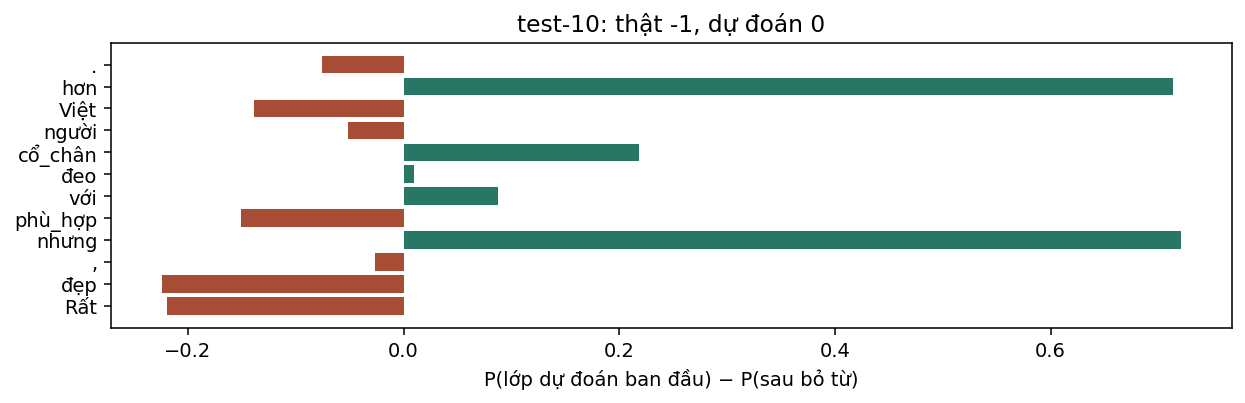 test-10: thật -1, dự đoán 0
.
hơn
Việt
người
cổ_chân
đeo
với
phù_hợp
nhưng
,
đẹp
Rất
−0.2 0.0 0.2 0.4 0.6
P(lớp dự đoán ban đầu) − P(sau bỏ từ)